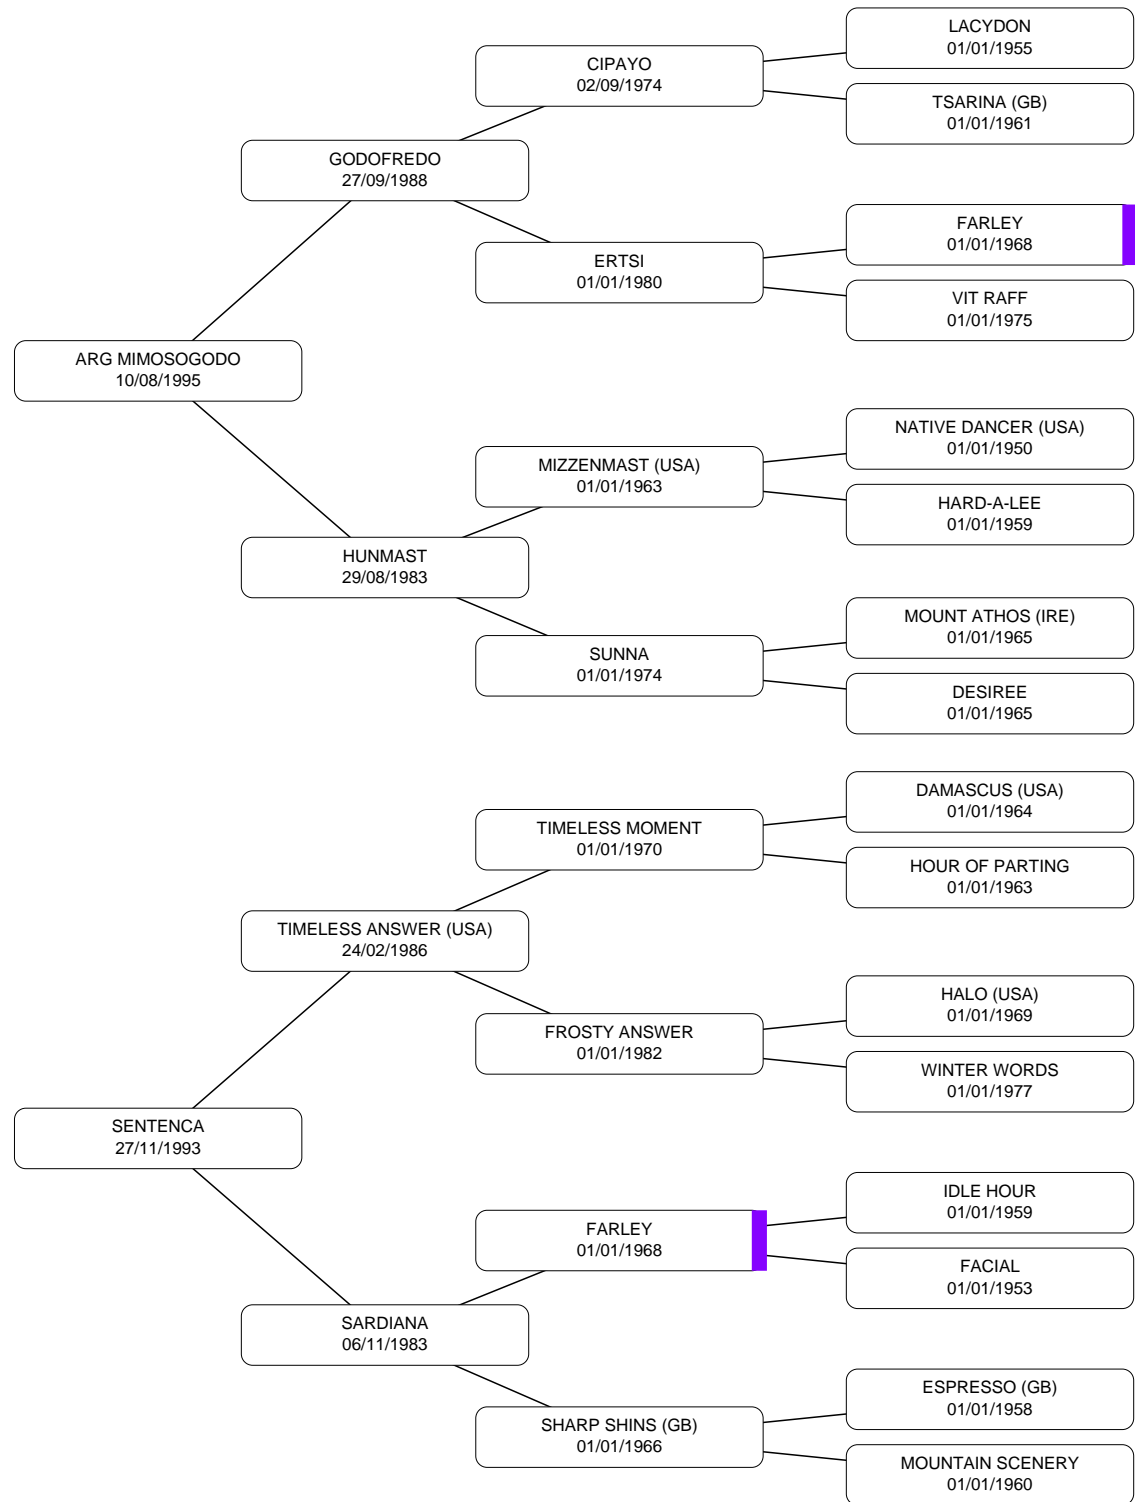 LACYDON
01/01/1955
CIPAYO
02/09/1974
TSARINA (GB)
01/01/1961
GODOFREDO
27/09/1988
FARLEY
01/01/1968
ERTSI
01/01/1980
VIT RAFF
01/01/1975
ARG MIMOSOGODO
10/08/1995
NATIVE DANCER (USA)
01/01/1950
MIZZENMAST (USA)
01/01/1963
HARD-A-LEE
01/01/1959
HUNMAST
29/08/1983
MOUNT ATHOS (IRE)
01/01/1965
SUNNA
01/01/1974
DESIREE
01/01/1965
DAMASCUS (USA)
01/01/1964
TIMELESS MOMENT
01/01/1970
HOUR OF PARTING
01/01/1963
TIMELESS ANSWER (USA)
24/02/1986
HALO (USA)
01/01/1969
FROSTY ANSWER
01/01/1982
WINTER WORDS
01/01/1977
SENTENCA
27/11/1993
IDLE HOUR
01/01/1959
FARLEY
01/01/1968
FACIAL
01/01/1953
SARDIANA
06/11/1983
ESPRESSO (GB)
01/01/1958
SHARP SHINS (GB)
01/01/1966
MOUNTAIN SCENERY
01/01/1960